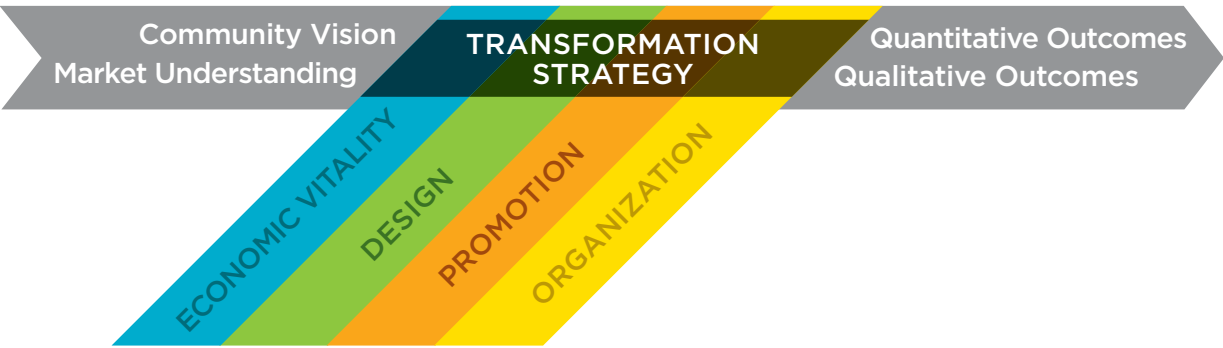 Community Vision
Market Understanding
TRANSFORMATION
STRATEGY
Quantitative Outcomes
Qualitative Outcomes
ECONOMIC VITALITY
DESIGN
PROMOTION
ORGANIZATION